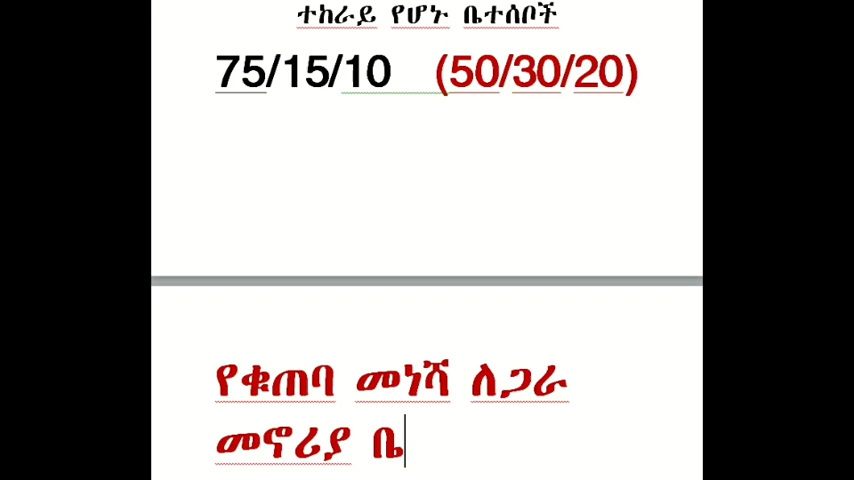 ተከራይ የሆኑ ቤተሰቦች
75/15/10 (50/30/20)
የቁጠባ መነሻ ለጋራ
መኖሪያ ቤ